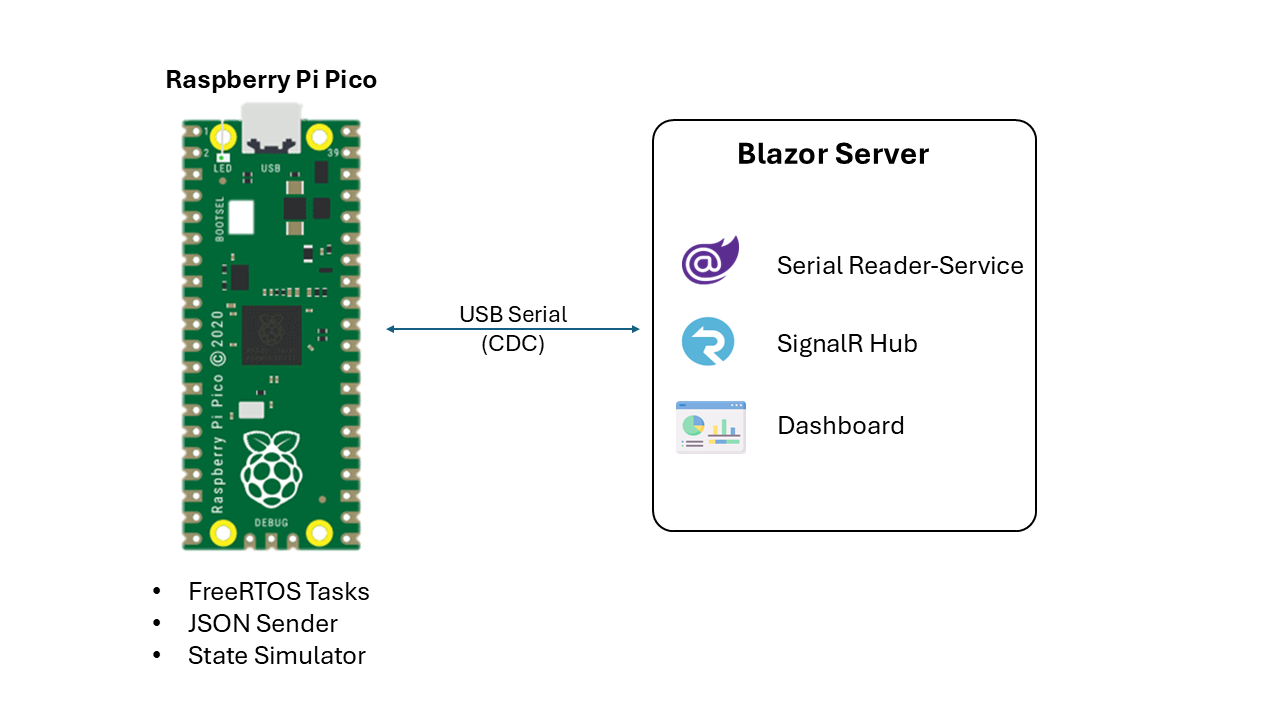 Raspberry Pi Pico
1
2
39
LED
USB
BOOTSEL
Raspberry Pi Pico © 2020
DEBUG
• FreeRTOS Tasks
• JSON Sender
• State Simulator
USB Serial
(CDC)
Blazor Server
@
Serial Reader-Service
SignalR Hub
Dashboard